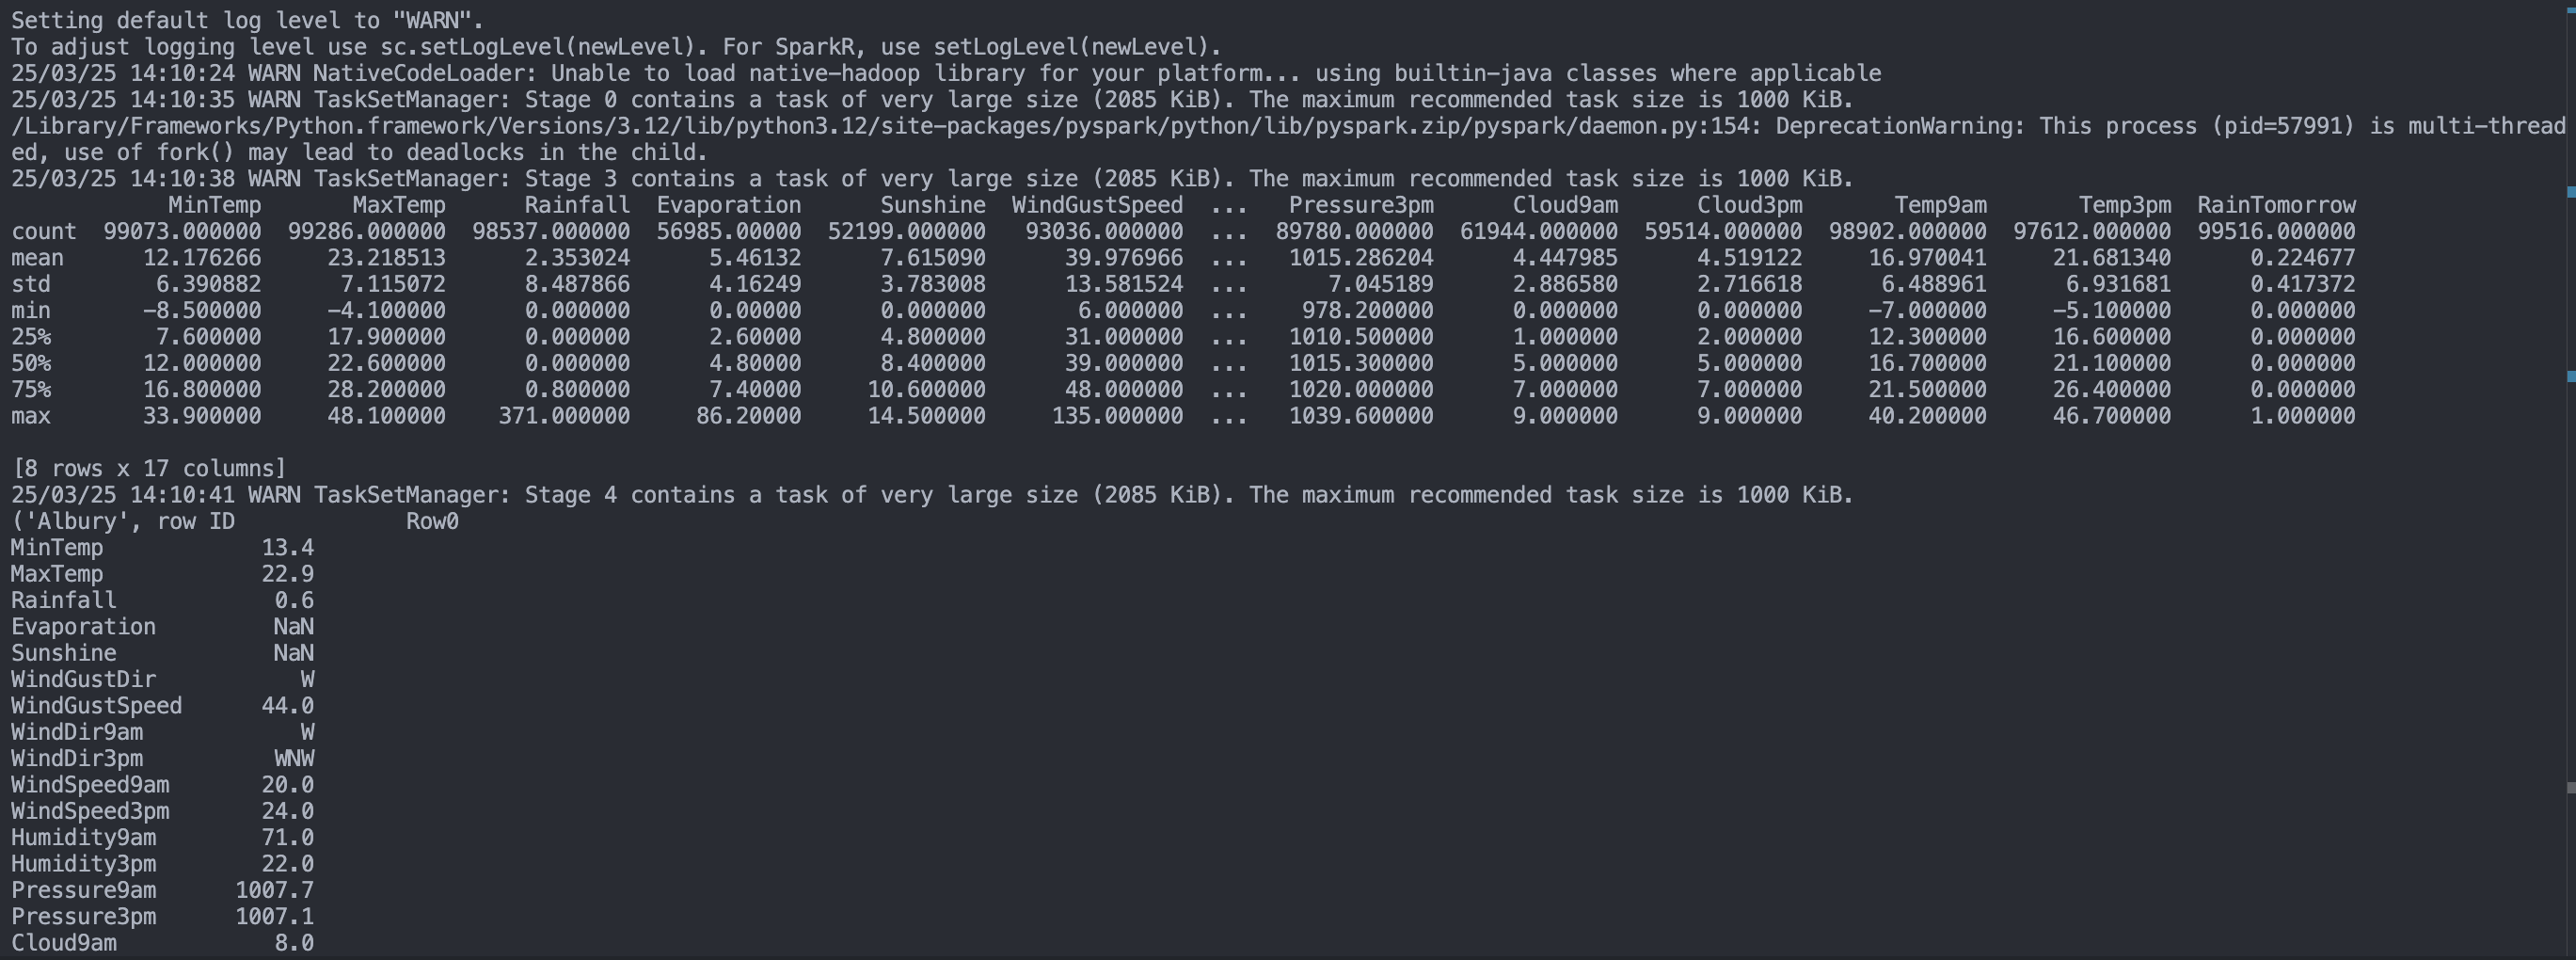 Setting default log level to "WARN".
To adjust logging level use sc.setLogLevel(newLevel). For SparkR, use setLogLevel(newLevel).
25/03/25 14:10:24 WARN NativeCodeLoader: Unable to load native-hadoop library for your platform... using builtin-java classes where applicable
25/03/25 14:10:35 WARN TaskSetManager: Stage 0 contains a task of very large size (2085 KiB). The maximum recommended task size is 1000 KiB.
/Library/Frameworks/Python.framework/Versions/3.12/lib/python3.12/site-packages/pyspark/python/lib/pyspark.zip/pyspark/daemon.py:154: DeprecationWarning: This process (pid=57991) is multi-thread
ed, use of fork() may lead to deadlocks in the child.
25/03/25 14:10:38 WARN TaskSetManager: Stage 3 contains a task of very large size (2085 KiB). The maximum recommended task size is 1000 KiB.
            MinTemp       MaxTemp      Rainfall  Evaporation      Sunshine  WindGustSpeed  ...   Pressure3pm      Cloud9am      Cloud3pm       Temp9am       Temp3pm  RainTomorrow
count  99073.000000  99286.000000  98537.000000  56985.00000  52199.000000   93036.000000  ...  89780.000000  61944.000000  59514.000000  98902.000000  97612.000000  99516.000000
mean      12.176266     23.218513      2.353024      5.46132      7.615090      39.976966  ...   1015.286204      4.447985      4.519122     16.970041     21.681340      0.224677
std        6.390882      7.115072      8.487866      4.16249      3.783008      13.581524  ...      7.045189      2.886580      2.716618      6.488961      6.931681      0.417372
min       -8.500000     -4.100000      0.000000      0.00000      0.000000       6.000000  ...    978.200000      0.000000      0.000000     -7.000000     -5.100000      0.000000
25%        7.600000     17.900000      0.000000      2.60000      4.800000      31.000000  ...   1010.500000      1.000000      2.000000     12.300000     16.600000      0.000000
50%       12.000000     22.600000      0.000000      4.80000      8.400000      39.000000  ...   1015.300000      5.000000      5.000000     16.700000     21.100000      0.000000
75%       16.800000     28.200000      0.800000      7.40000     10.600000      48.000000  ...   1020.000000      7.000000      7.000000     21.500000     26.400000      0.000000
max       33.900000     48.100000    371.000000     86.20000     14.500000     135.000000  ...   1039.600000      9.000000      9.000000     40.200000     46.700000      1.000000
[8 rows x 17 columns]
25/03/25 14:10:41 WARN TaskSetManager: Stage 4 contains a task of very large size (2085 KiB). The maximum recommended task size is 1000 KiB.
('Albury', row ID             Row0
MinTemp            13.4
MaxTemp            22.9
Rainfall            0.6
Evaporation         NaN
Sunshine            NaN
WindGustDir           W
WindGustSpeed      44.0
WindDir9am            W
WindDir3pm          WNW
WindSpeed9am       20.0
WindSpeed3pm       24.0
Humidity9am        71.0
Humidity3pm        22.0
Pressure9am      1007.7
Pressure3pm      1007.1
Cloud9am            8.0